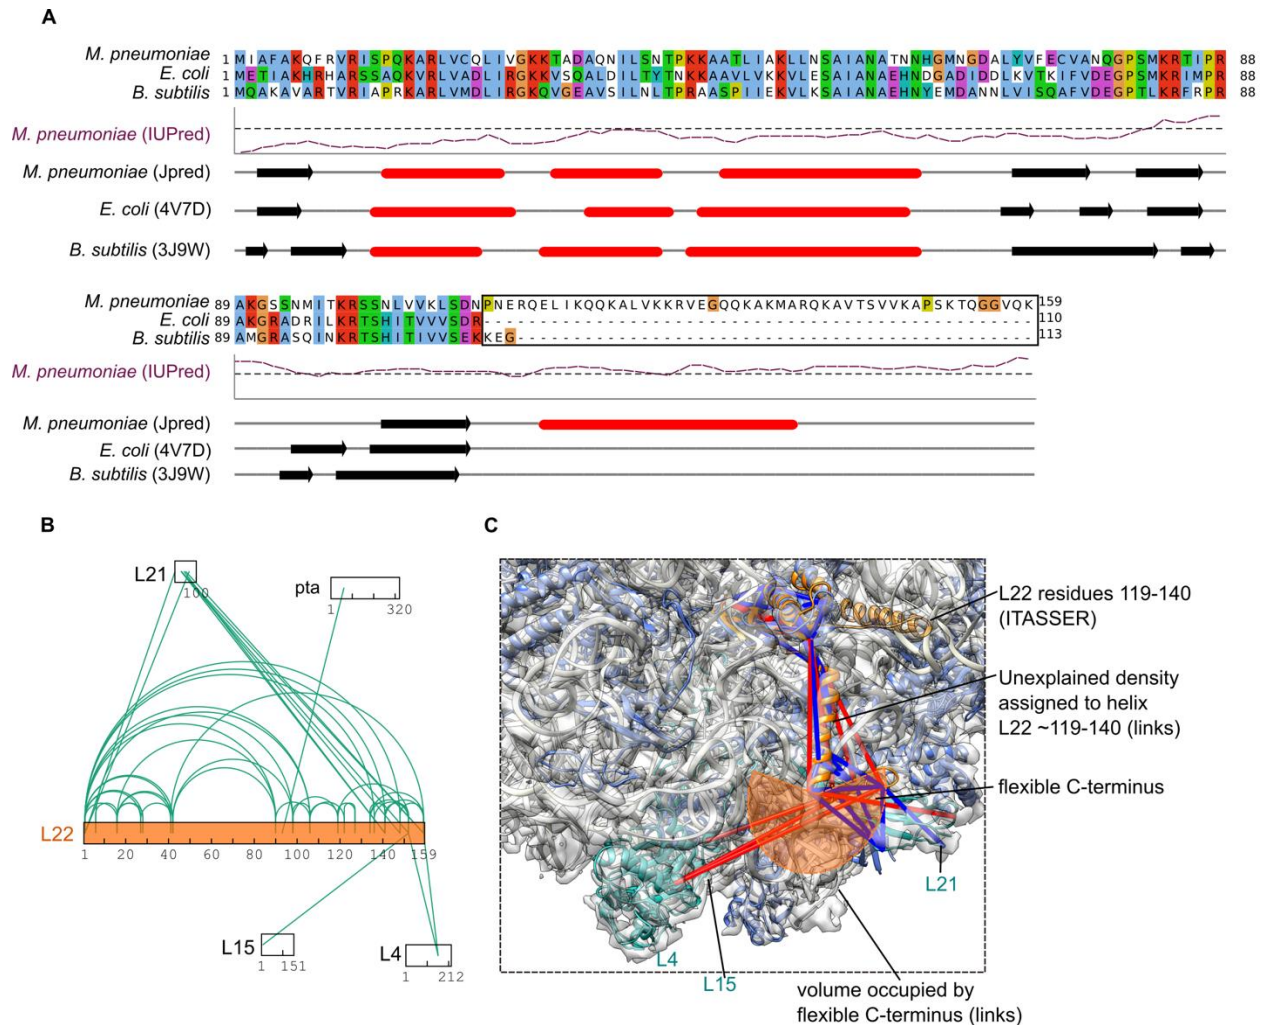 A
M. pneumoniae 1 MIAFAKQFRVRISPQKARLVCQLIVGKKTADAQNILSNTPKKAATLIAKLLNSAIANATNNHGMNGDALYVFECVANQGPSMKRTIPR 88
E. coli 1 METIAKHRHARSSAQKVRLVADLIRGKKVSQALDILTYTNKKAAVLVKKVLESAIANAEHNDGADIDDLKVTKIFVDEGPSMKRIMPR 88
B. subtilis 1 MQAKAVARTVRIAPRKARLVMDLIRGKQVGEAVSILNLTPRAASPIIEKVLKSAIANAEHNYEMDANNLVISQAFVDEGPTLKRFRPR 88
M. pneumoniae (IUPred)
M. pneumoniae (Jpred)
E. coli (4V7D)
B. subtilis (3J9W)
M. pneumoniae 89 AKGSSNMITKRSSNLVVKLSDNPNERQELIKQQKALVKKRVEGQQKAKMARQKAVTSVVKAPSKTQGGVQK 159
E. coli 89 AKGRADRILKRTSHITVVVSDR------------------------------------------------- 110
B. subtilis 89 AMGRASQINKRTSHITIVVSEKKEG---------------------------------------------- 113
M. pneumoniae (IUPred)
M. pneumoniae (Jpred)
E. coli (4V7D)
B. subtilis (3J9W)
B
L21
100
pta
1 320
L22
1 20 40 60 80 100 120 140 159
L15
1 151
L4
1 212
C
L22 residues 119-140
(ITASSER)
Unexplained density
assigned to helix
L22 ~119-140 (links)
flexible C-terminus
L21
L4
L15
volume occupied by
flexible C-terminus (links)